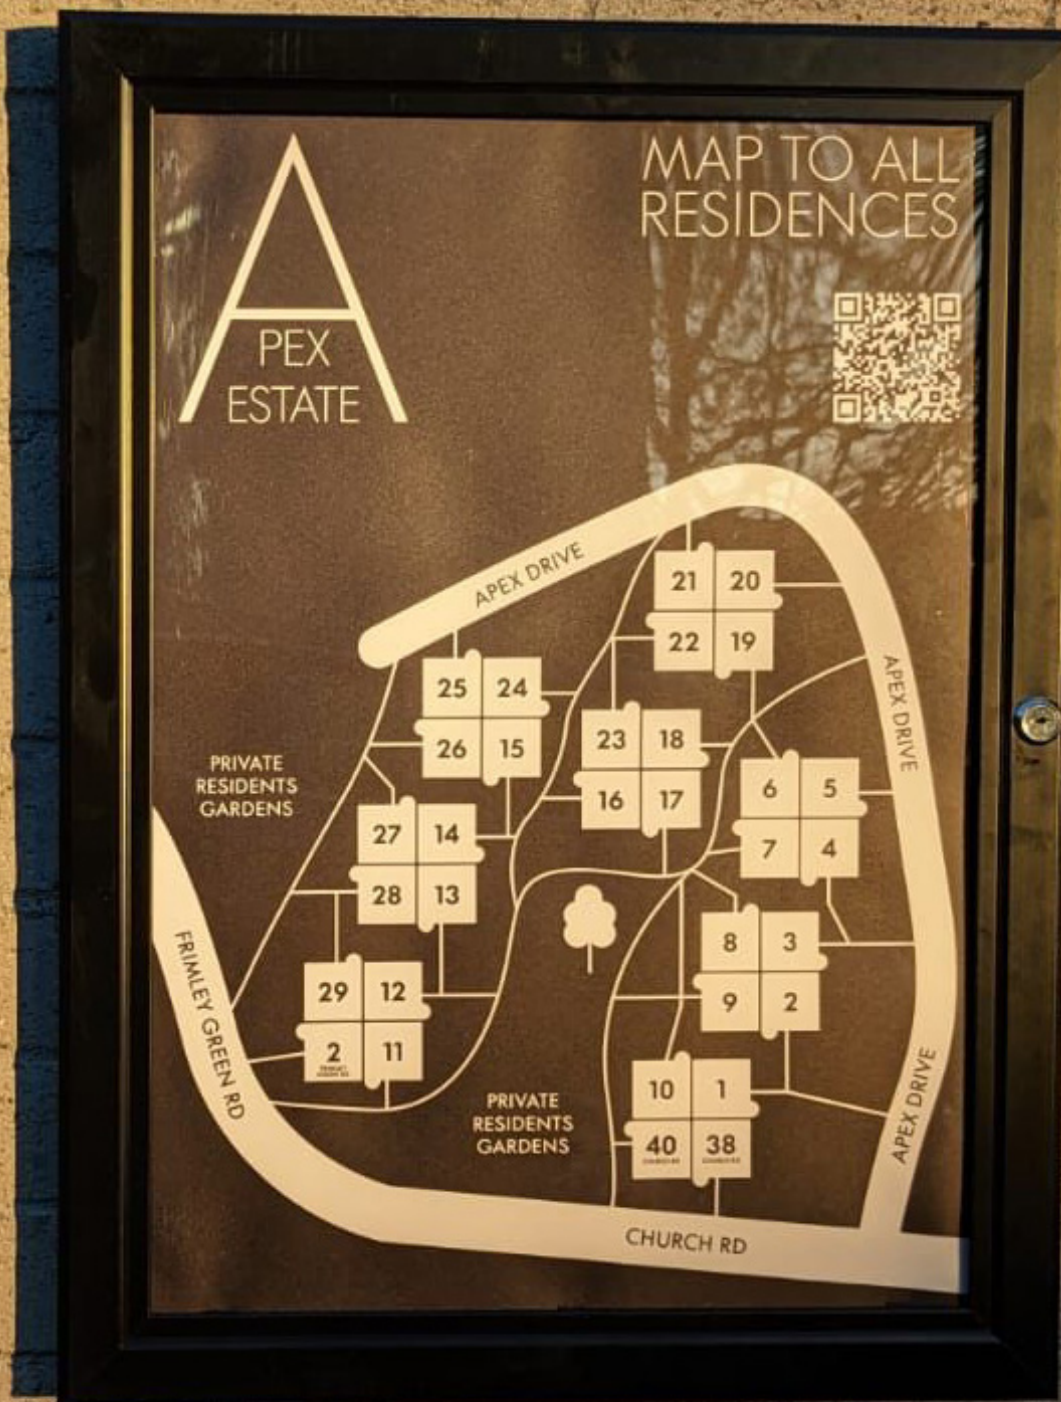 A
PEX
ESTATE
MAP TO ALL
RESIDENCES
APEX DRIVE
21 20
22 19
APEX DRIVE
25 24
26 15
23 18
16 17
PRIVATE
RESIDENTS
GARDENS
6 5
7 4
27 14
28 13
8 3
9 2
FRIMLEY GREEN RD
29 12
2 11
10 1
40 38
PRIVATE
RESIDENTS
GARDENS
APEX DRIVE
CHURCH RD